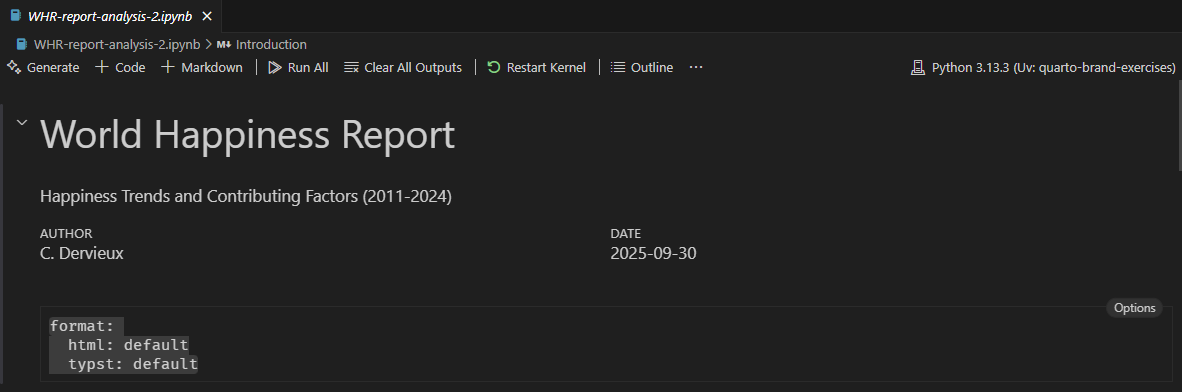 WHR-report-analysis-2.ipynb
WHR-report-analysis-2.ipynb > M↓ Introduction
Generate + Code + Markdown | Run All Clear All Outputs | Restart Kernel | Outline ... Python 3.13.3 (Uv: quarto-brand-exercises)
World Happiness Report
Happiness Trends and Contributing Factors (2011-2024)
AUTHOR DATE
C. Dervieux 2025-09-30
Options
format:
  html: default
  typst: default